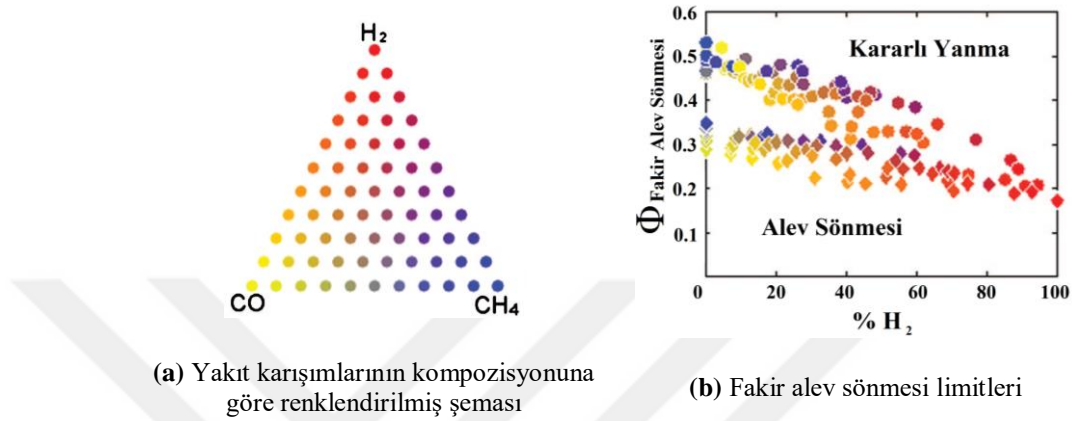 H₂
CO
CH₄
(a) Yakıt karışımlarının kompozisyonuna
göre renklendirilmiş şeması
Φ Fakir Alev Sönmesi
0.6
0.5
0.4
0.3
0.2
0.1
Kararlı Yanma
Alev Sönmesi
0 20 40 60 80 100
% H₂
(b) Fakir alev sönmesi limitleri